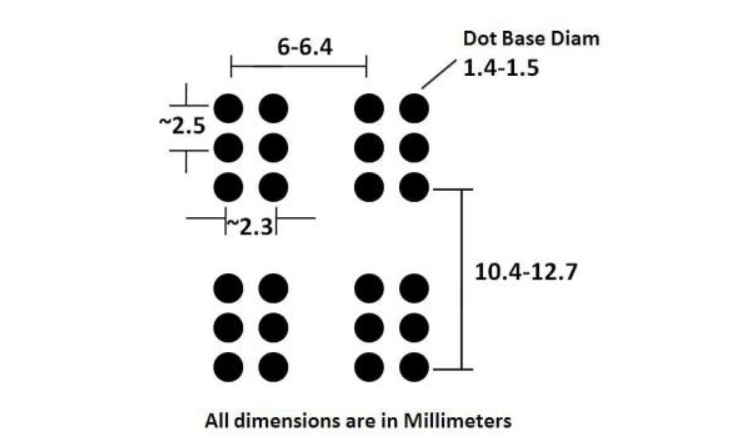 6-6.4
Dot Base Diam
1.4-1.5
~2.5
~2.3
10.4-12.7
All dimensions are in Millimeters